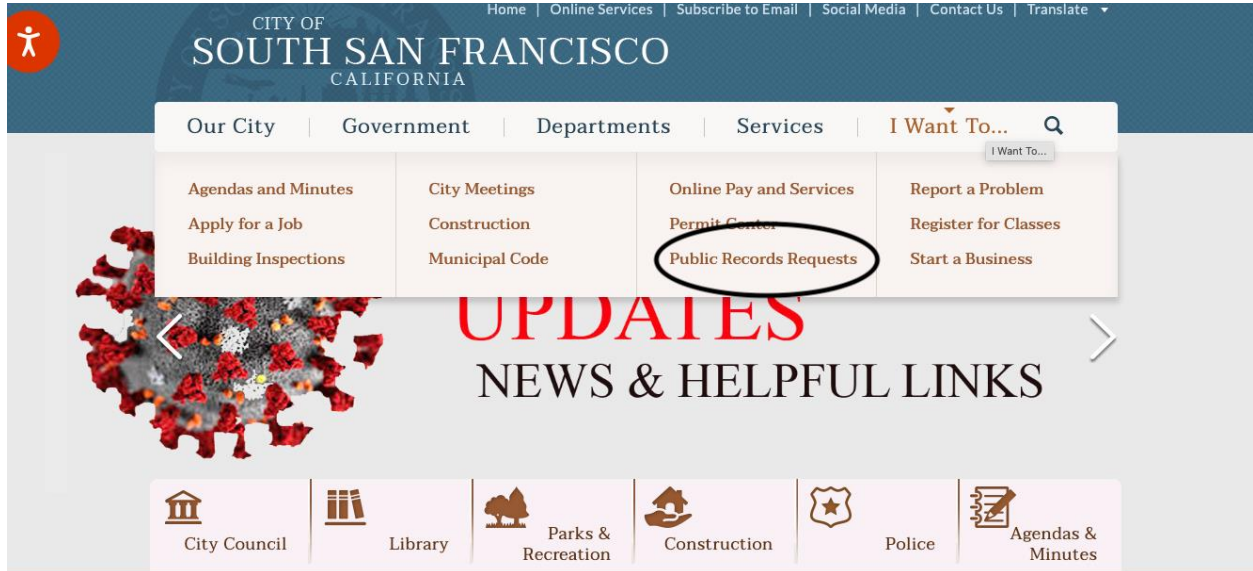 Home | Online Services | Subscribe to Email | Social Media | Contact Us | Translate
CITY OF
SOUTH SAN FRANCISCO
CALIFORNIA
Our City | Government | Departments | Services | I Want To...
I Want To...
Agendas and Minutes
Apply for a Job
Building Inspections
City Meetings
Construction
Municipal Code
Online Pay and Services
Permit Center
Public Records Requests
Report a Problem
Register for Classes
Start a Business
UPDATES
NEWS & HELPFUL LINKS
City Council
Library
Parks &
Recreation
Construction
Police
Agendas &
Minutes